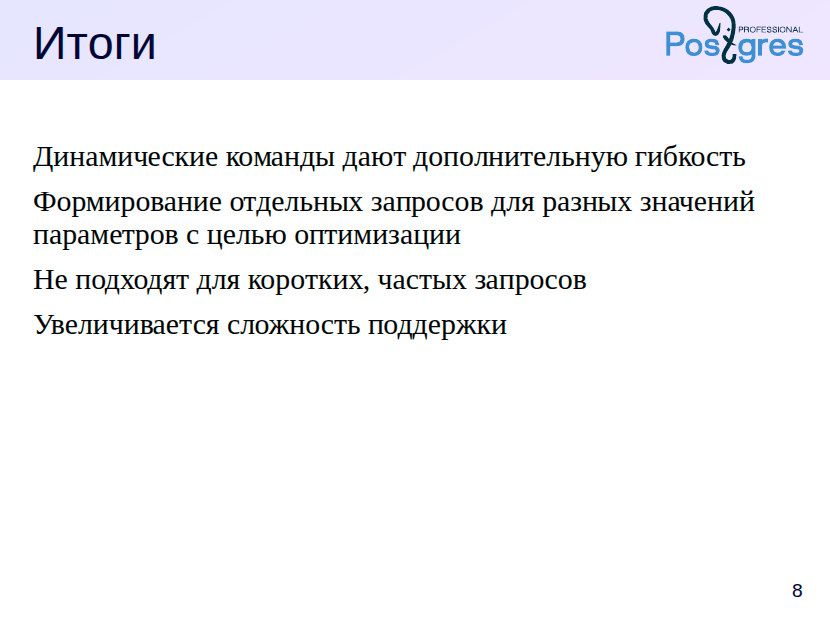 Итоги
PROFESSIONAL
Postgres
Динамические команды дают дополнительную гибкость
Формирование отдельных запросов для разных значений
параметров с целью оптимизации
Не подходят для коротких, частых запросов
Увеличивается сложность поддержки
8